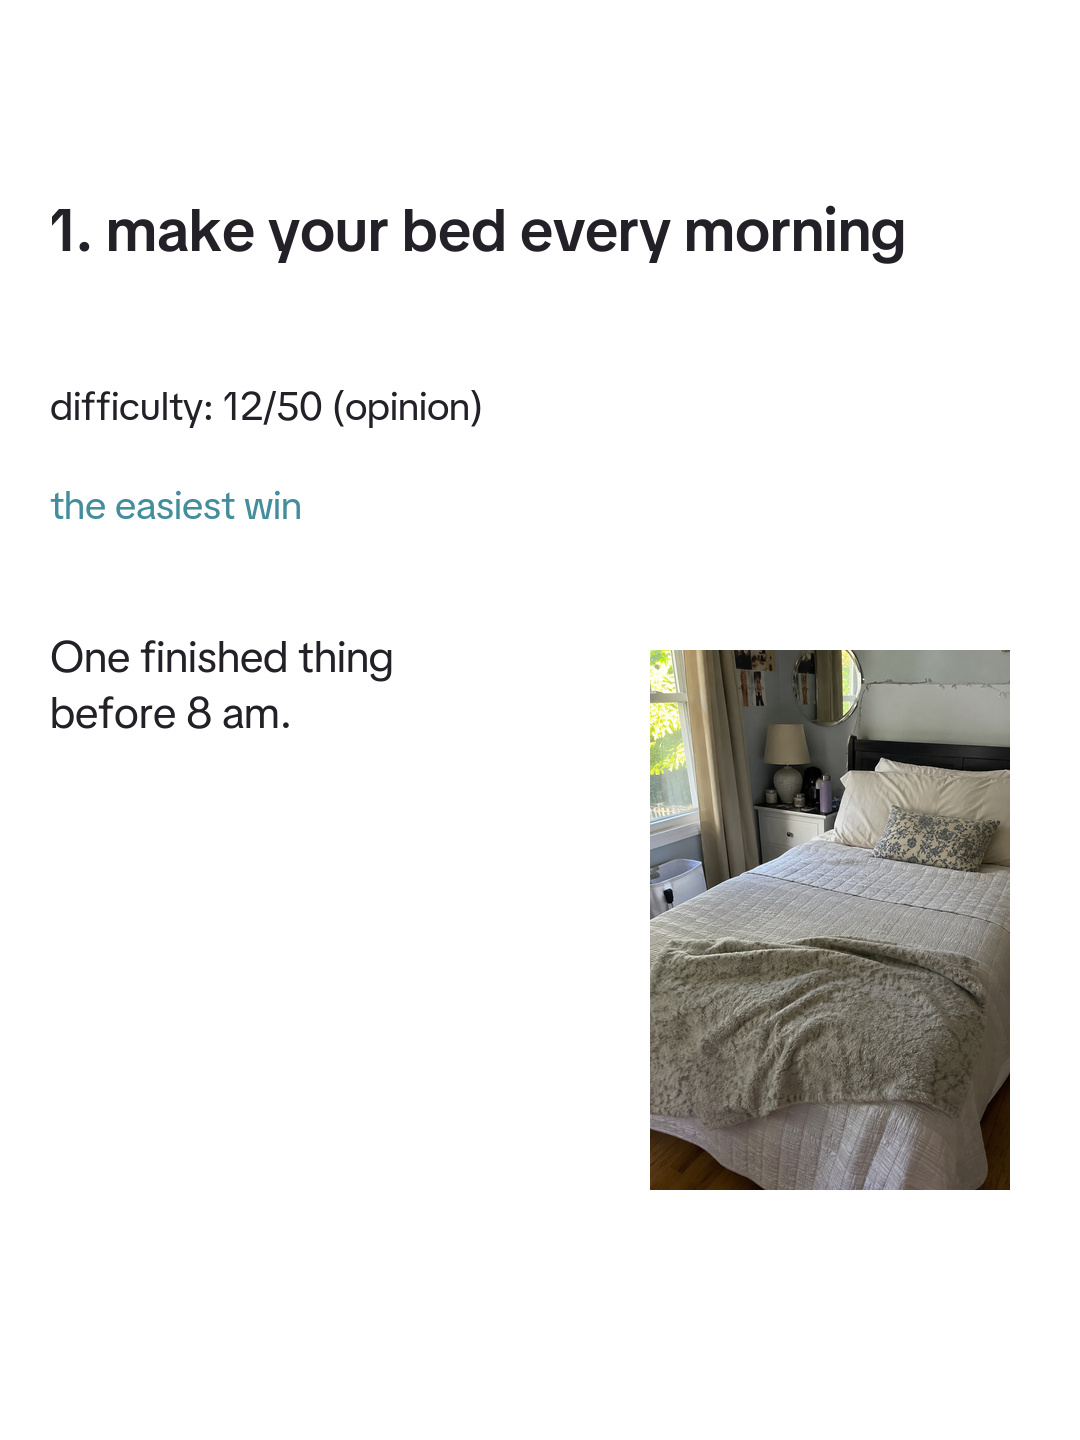 1. make your bed every morning
difficulty: 12/50 (opinion)
the easiest win
One finished thing
before 8 am.